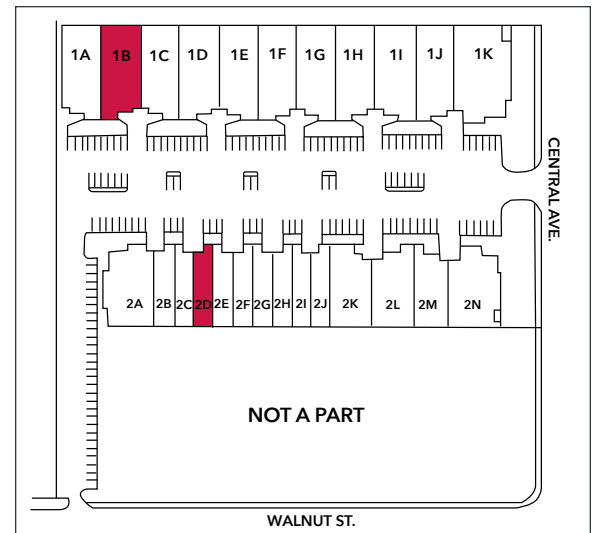 1A 1B 1C 1D 1E 1F 1G 1H 1I 1J 1K
CENTRAL AVE.
2A 2B 2C 2D 2E 2F 2G 2H 2I 2J 2K 2L 2M 2N
NOT A PART
WALNUT ST.